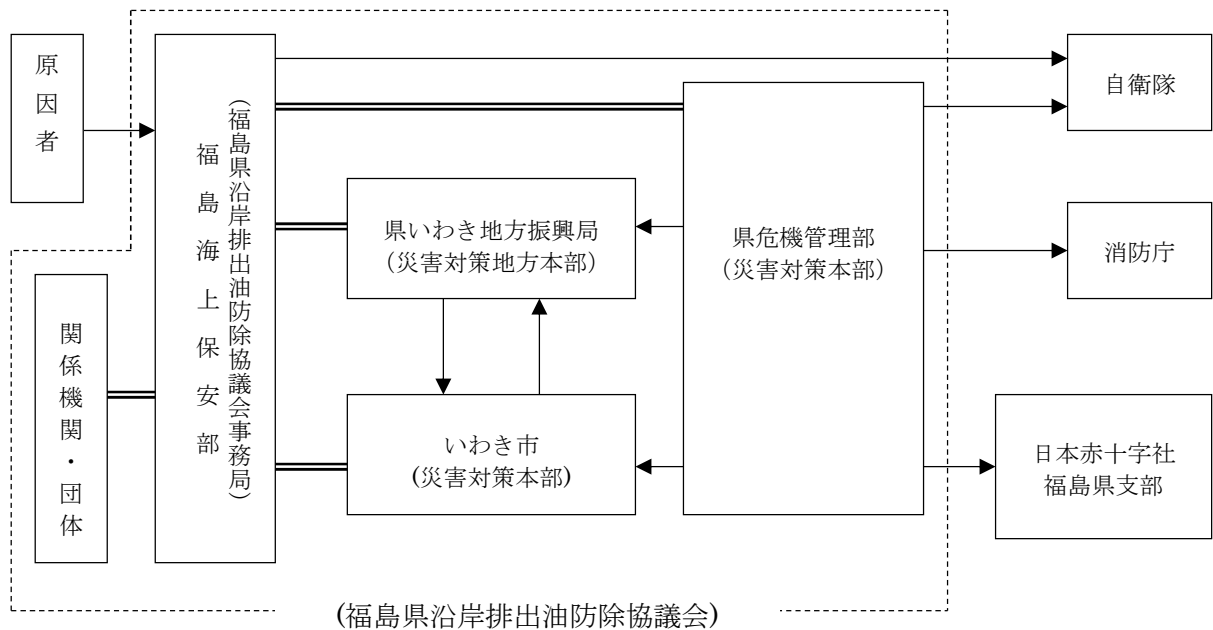 原因者
福島海上保安部
（福島県沿岸排出油防除協議会事務局）
自衛隊
県いわき地方振興局
（災害対策地方本部）
県危機管理部
（災害対策本部）
消防庁
関係機関・団体
いわき市
(災害対策本部)
日本赤十字社
福島県支部
(福島県沿岸排出油防除協議会)